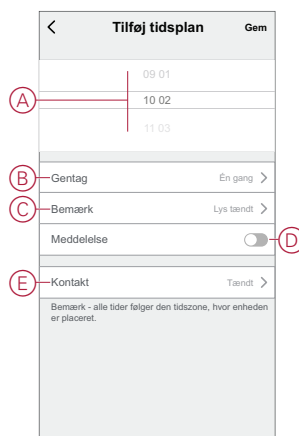 Tilføj tidsplan Gem
09 01
A 10 02
11 03
B Gentag Én gang
C Bemærk Lys tændt
Meddelelse D
E Kontakt Tændt
Bemærk - alle tider følger den tidszone, hvor enheden
er placeret.